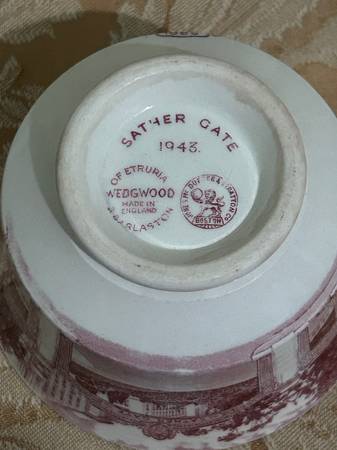 SATHER GATE
1943.
OF ETRURIA
WEDGWOOD
MADE IN
ENGLAND
& BARLASTON
BOSTON